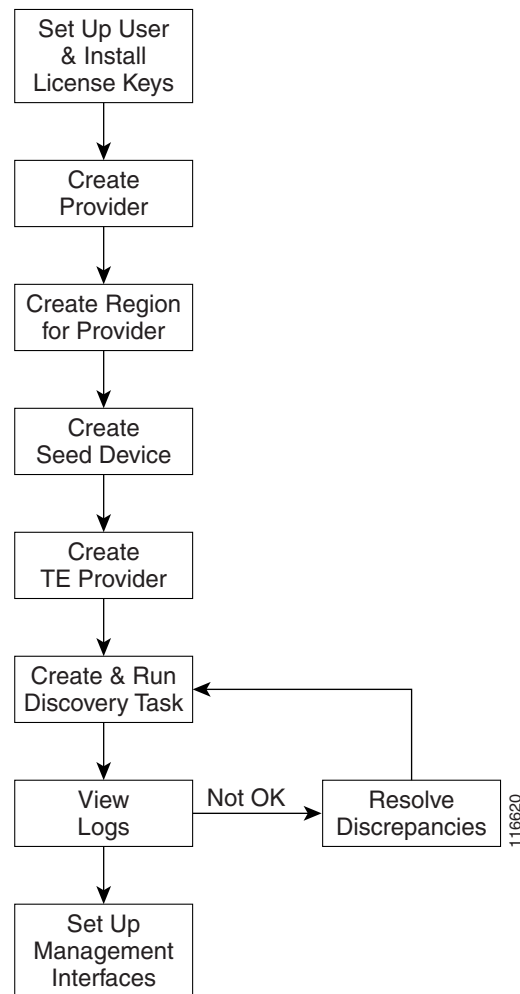 Set Up User
& Install
License Keys
Create
Provider
Create Region
for Provider
Create
Seed Device
Create
TE Provider
Create & Run
Discovery Task
View
Logs
Not OK
Resolve
Discrepancies
116620
Set Up
Management
Interfaces